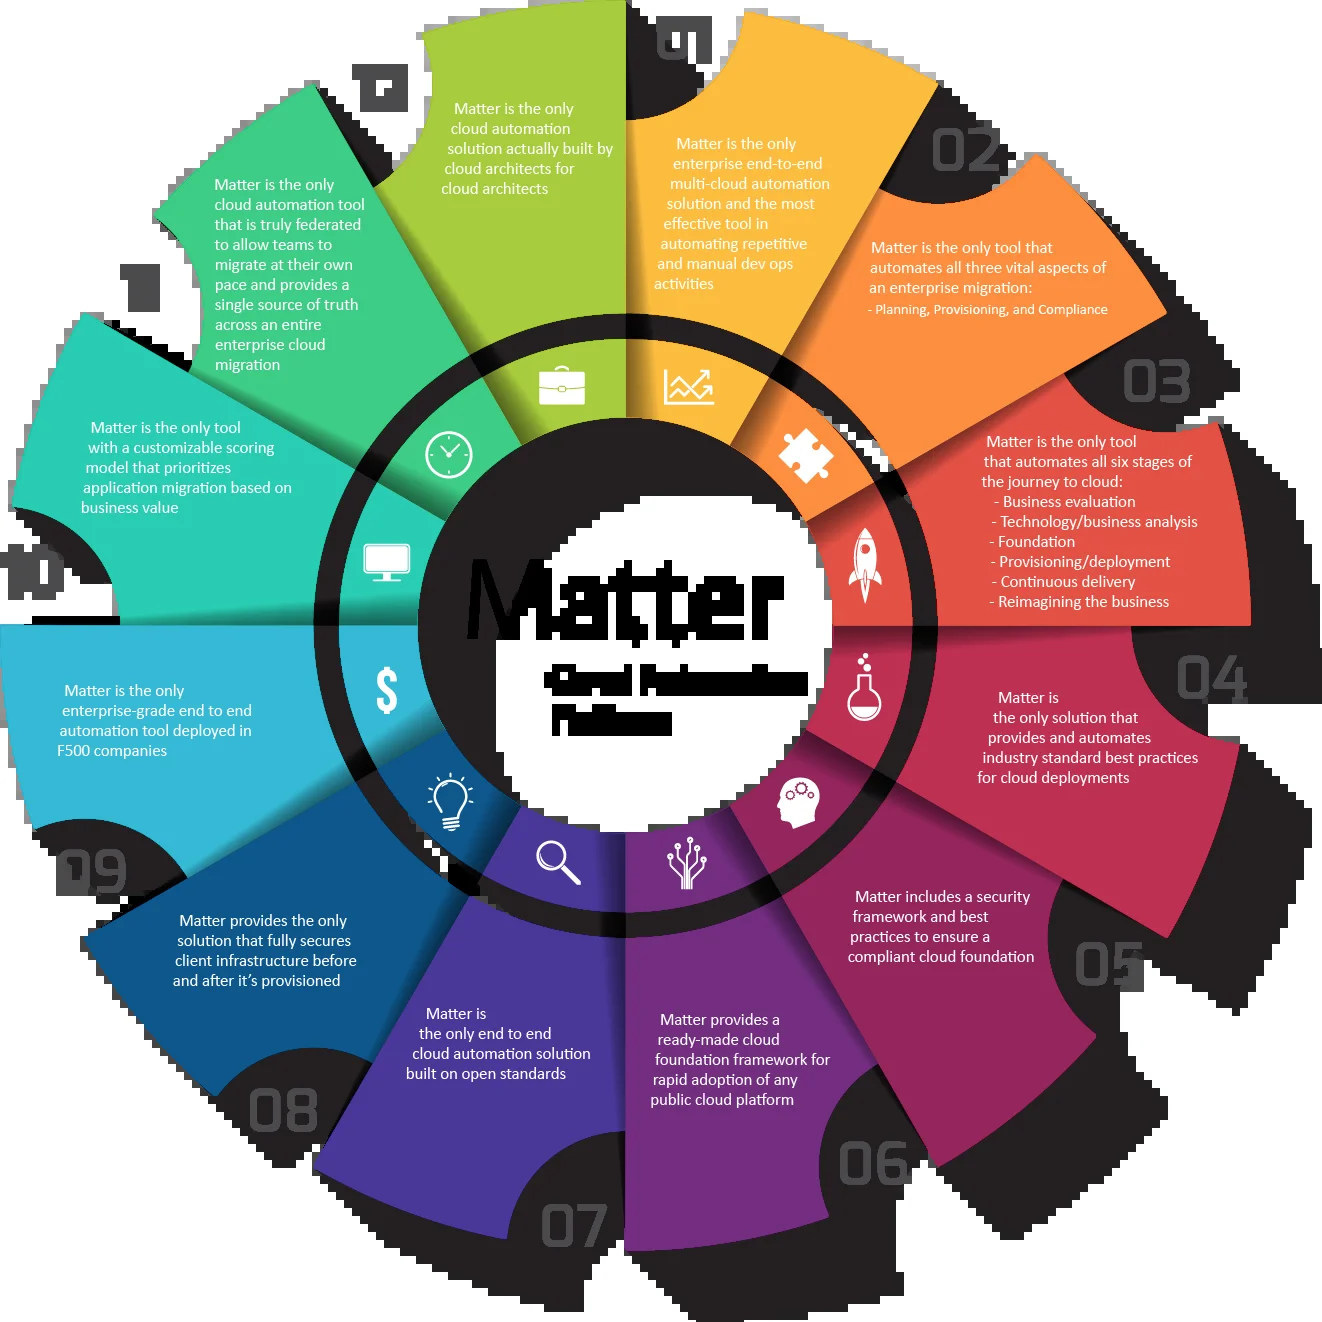 Matter
02
Matter is the only
enterprise end-to-end
multi-cloud automation
solution and the most
effective tool in
automating repetitive
and manual dev ops
activities
03
Matter is the only tool that
automates all three vital aspects of
an enterprise migration:
- Planning, Provisioning, and Compliance
04
Matter is the only tool
that automates all six stages of
the journey to cloud:
- Business evaluation
- Technology/business analysis
- Foundation
- Provisioning/deployment
- Continuous delivery
- Reimagining the business
05
Matter is
the only solution that
provides and automates
industry standard best practices
for cloud deployments
06
Matter includes a security
framework and best
practices to ensure a
compliant cloud foundation
07
Matter provides a
ready-made cloud
foundation framework for
rapid adoption of any
public cloud platform
08
Matter is
the only end to end
cloud automation solution
built on open standards
09
Matter provides the only
solution that fully secures
client infrastructure before
and after it's provisioned
10
Matter is the only
enterprise-grade end to end
automation tool deployed in
F500 companies
Matter is the only tool
with a customizable scoring
model that prioritizes
application migration based on
business value
Matter is the only
cloud automation tool
that is truly federated
to allow teams to
migrate at their own
pace and provides a
single source of truth
across an entire
enterprise cloud
migration
Matter is the only
cloud automation
solution actually built by
cloud architects for
cloud architects
$